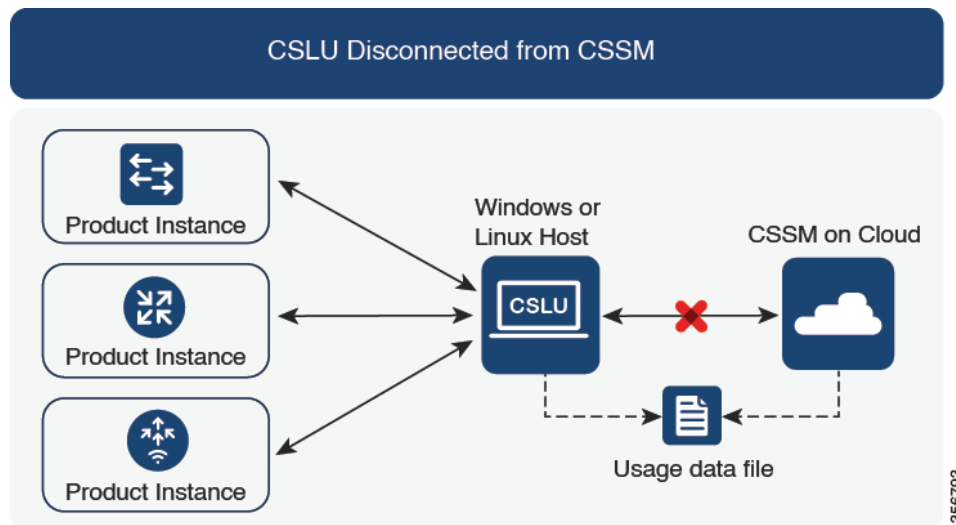 CSLU Disconnected from CSSM
Product Instance
Product Instance
Product Instance
Windows or
Linux Host
CSLU
CSSM on Cloud
Usage data file